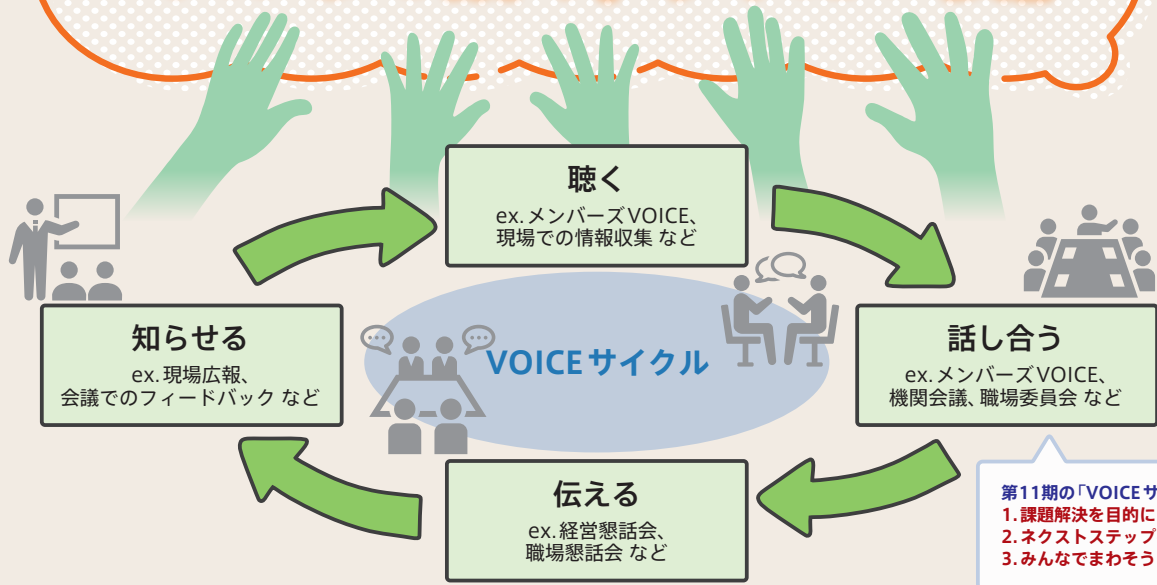 聴く
ex.メンバーズVOICE、
現場での情報収集 など
知らせる
ex.現場広報、
会議でのフィードバック など
VOICEサイクル
話し合う
ex.メンバーズVOICE、
機関会議、職場委員会 など
伝える
ex.経営懇話会、
職場懇話会 など
第11期の「VOICEサ
1.課題解決を目的に
2.ネクストステップ
3.みんなでまわそう